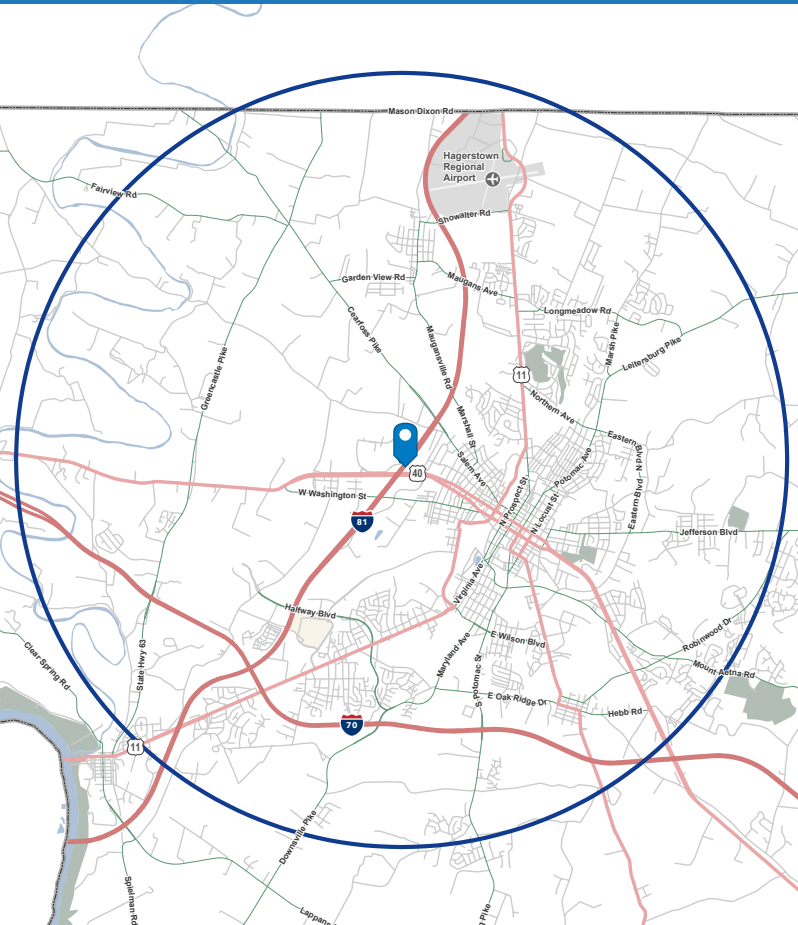 Mason Dixon Rd
Hagerstown
Regional
Airport
Fairview Rd
Showalter Rd
Garden View Rd
Maugans Ave
Longmeadow Rd
Cearfoss Pike
Maugansville Rd
Marsh Pike
Leitersburg Pike
Greencastle Pike
11
Northern Ave
Marshall St
Eastern Blvd N
Salem Ave
Potomac Ave
40
W Washington St
N Prospect St
N Locust St
Eastern Blvd
81
Jefferson Blvd
Virginia Ave
Halfway Blvd
E Wilson Blvd
Robinwood Dr
Clear Spring Rd
State Hwy 63
Maryland Ave
S Potomac St
Mount Aetna Rd
E Oak Ridge Dr
Hebb Rd
70
11
Downsville Pike
Spielman Rd
Lappans
g Pike